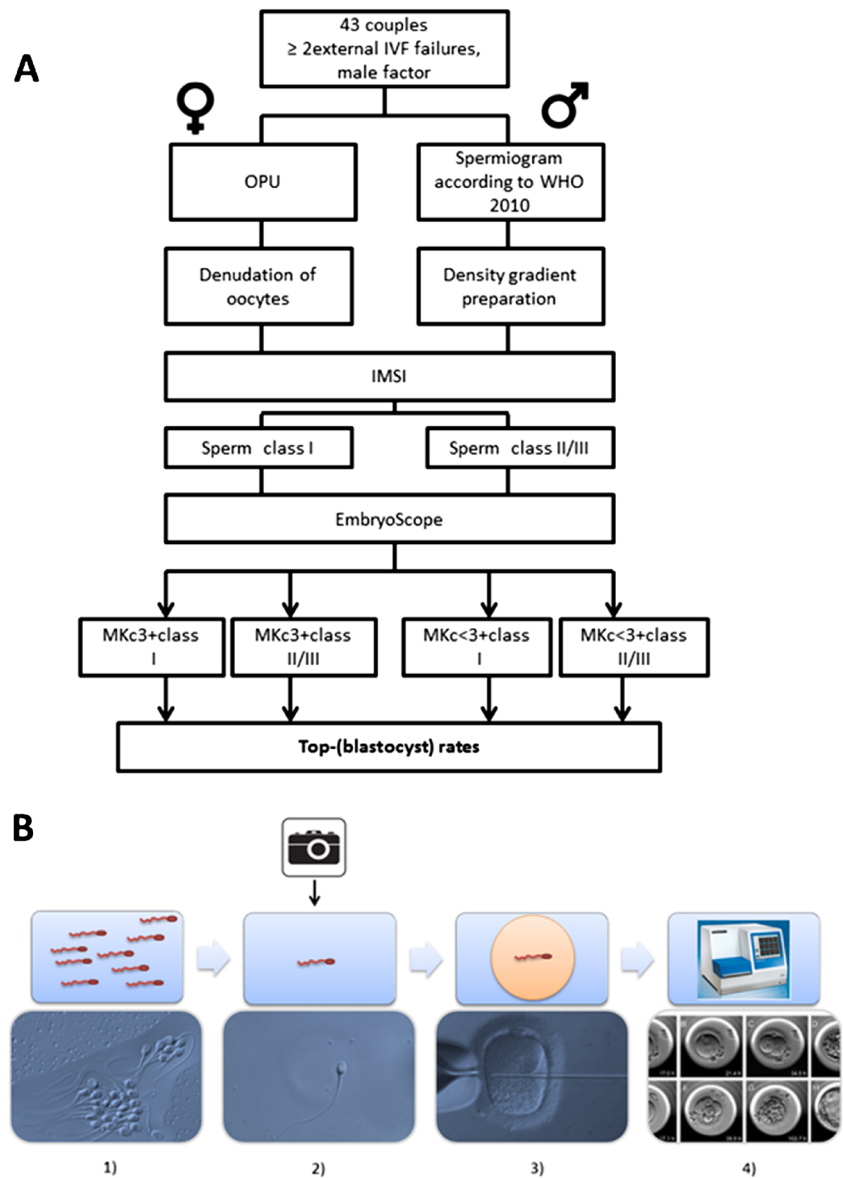 A
43 couples
≥ 2external IVF failures,
male factor
OPU
Spermiogram
according to WHO
2010
Denudation of
oocytes
Density gradient
preparation
IMSI
Sperm class I
Sperm class II/III
EmbryoScope
MKc3+class
I
MKc3+class
II/III
MKc<3+class
I
MKc<3+class
II/III
Top-(blastocyst) rates
B
1)
2)
3)
4)